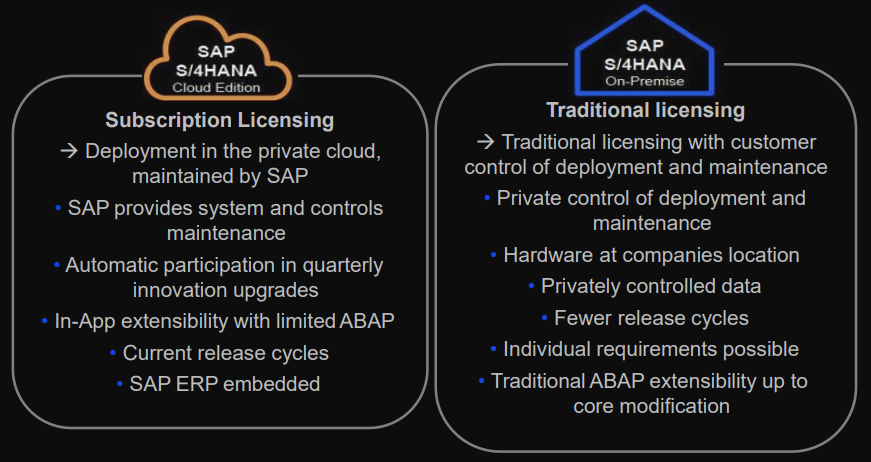 SAP
S/4HANA
Cloud Edition
Subscription Licensing
→ Deployment in the private cloud,
maintained by SAP
• SAP provides system and controls
maintenance
• Automatic participation in quarterly
innovation upgrades
• In-App extensibility with limited ABAP
• Current release cycles
• SAP ERP embedded
SAP
S/4HANA
On-Premise
Traditional licensing
→ Traditional licensing with customer
control of deployment and maintenance
• Private control of deployment and
maintenance
• Hardware at companies location
• Privately controlled data
• Fewer release cycles
• Individual requirements possible
• Traditional ABAP extensibility up to
core modification